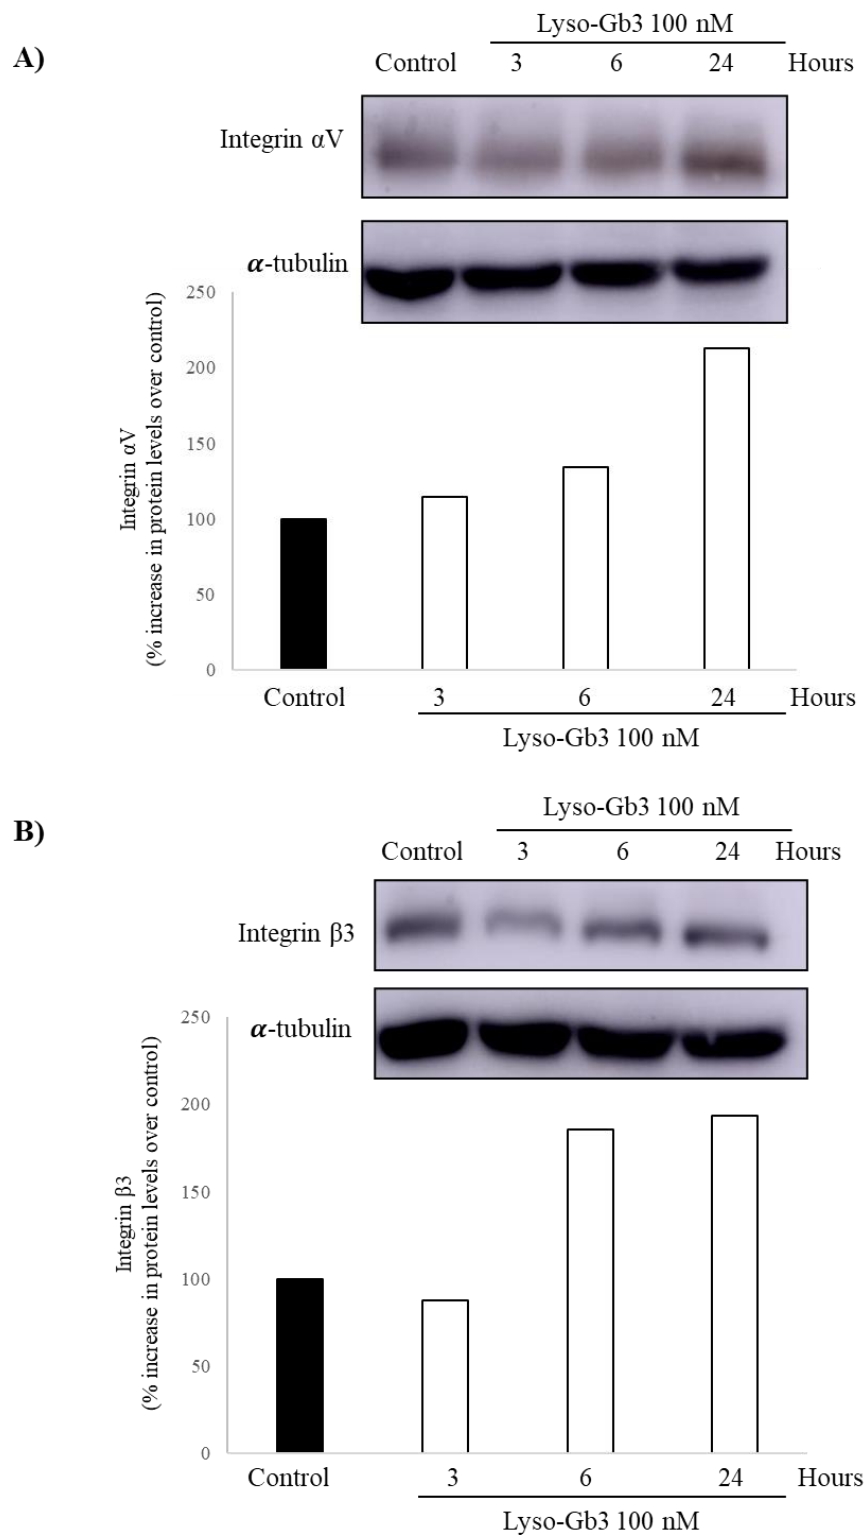 Lyso-Gb3 100 nM
A)
Control 3 6 24 Hours
Integrin αV
α-tubulin
250
200
150
100
50
0
Integrin αV
(% increase in protein levels over control)
Control 3 6 24 Hours
Lyso-Gb3 100 nM
Lyso-Gb3 100 nM
B)
Control 3 6 24 Hours
Integrin β3
α-tubulin
250
200
150
100
50
0
Integrin β3
(% increase in protein levels over control)
Control 3 6 24 Hours
Lyso-Gb3 100 nM